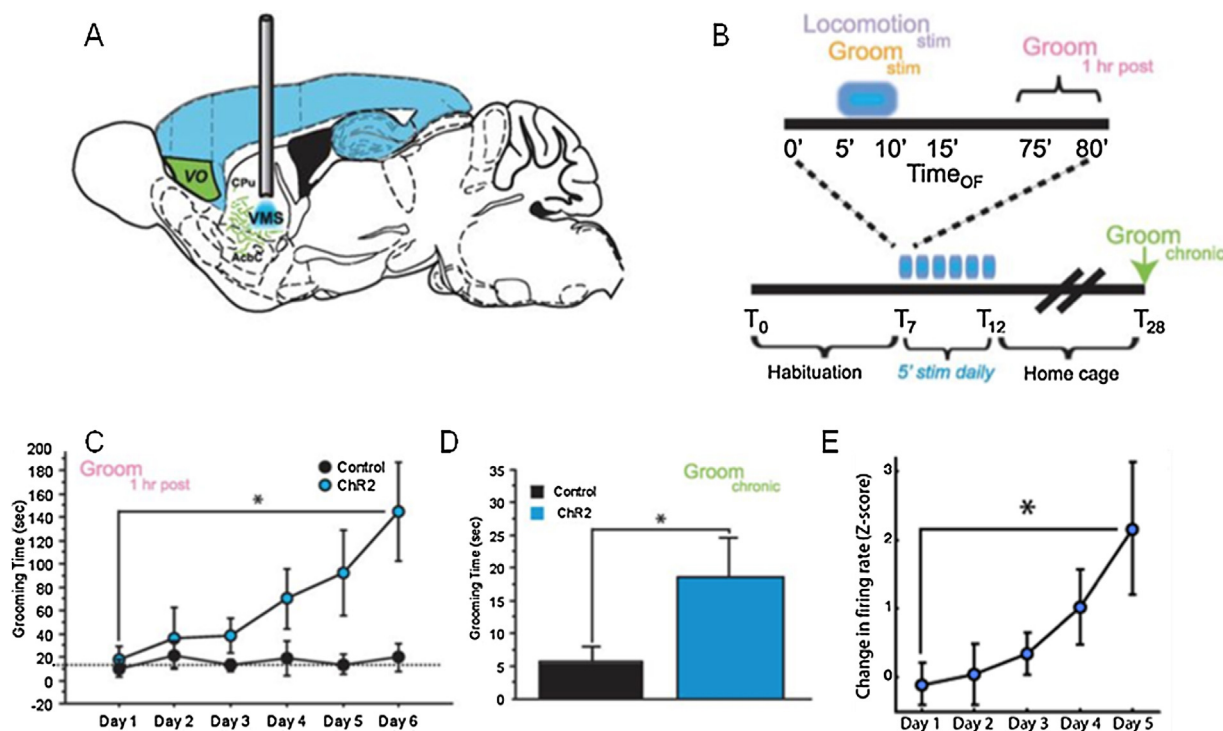 A
VO
CPu
VMS
AcbC
B
Locomotion stim
Groom stim
Groom 1 hr post
0' 5' 10' 15' 75' 80'
Time OF
Groom chronic
T0 T7 T12 T28
Habituation 5' stim daily Home cage
C
Groom 1 hr post
Control
ChR2
*
Grooming Time (sec)
200
180
160
140
120
100
80
60
40
20
0
-20
Day 1 Day 2 Day 3 Day 4 Day 5 Day 6
D
Groom chronic
Control
ChR2
*
Grooming Time (sec)
35
30
25
20
15
10
5
0
E
*
Change in firing rate (Z-score)
3
2
1
0
Day 1 Day 2 Day 3 Day 4 Day 5